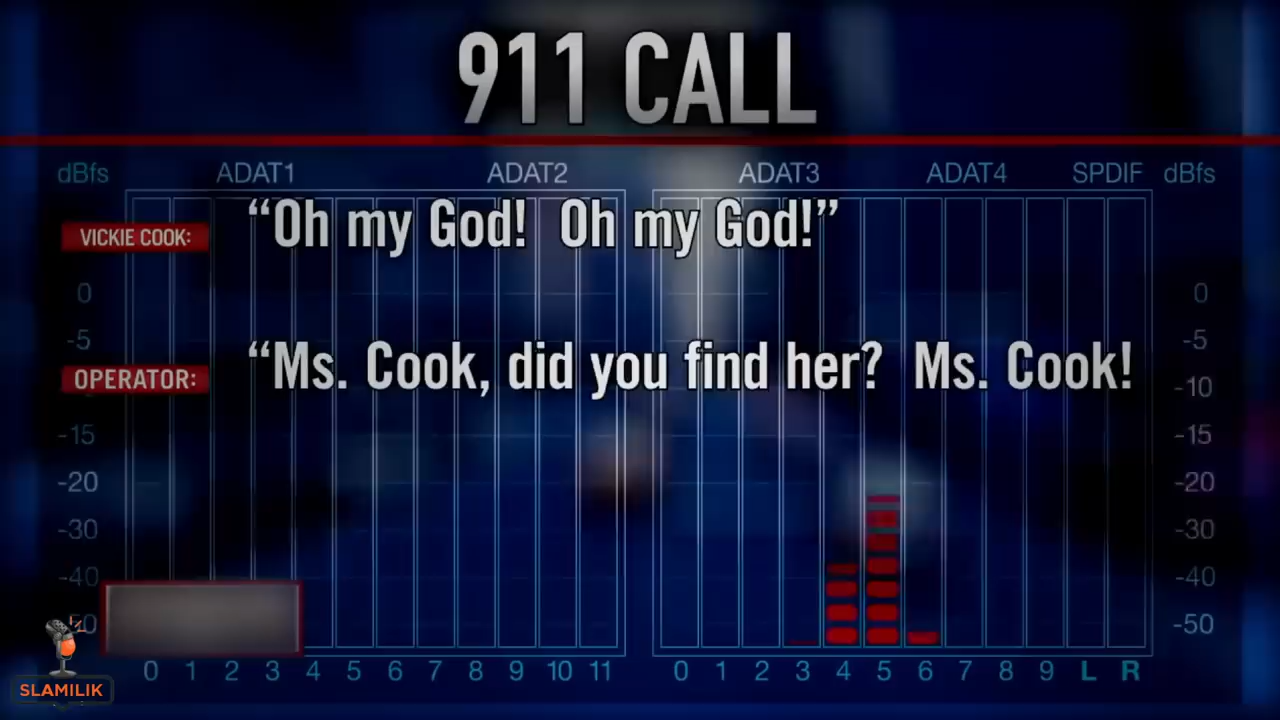 911 CALL
dBfs ADAT1 ADAT2 ADAT3 ADAT4 SPDIF dBfs
VICKIE COOK: “Oh my God! Oh my God!”
0 0
-5 -5
OPERATOR: “Ms. Cook, did you find her? Ms. Cook!
-10
-15 -15
-20 -20
-30 -30
-40 -40
-50
0 1 2 3 4 5 6 7 8 9 10 11 0 1 2 3 4 5 6 7 8 9 L R
SLAMILIK